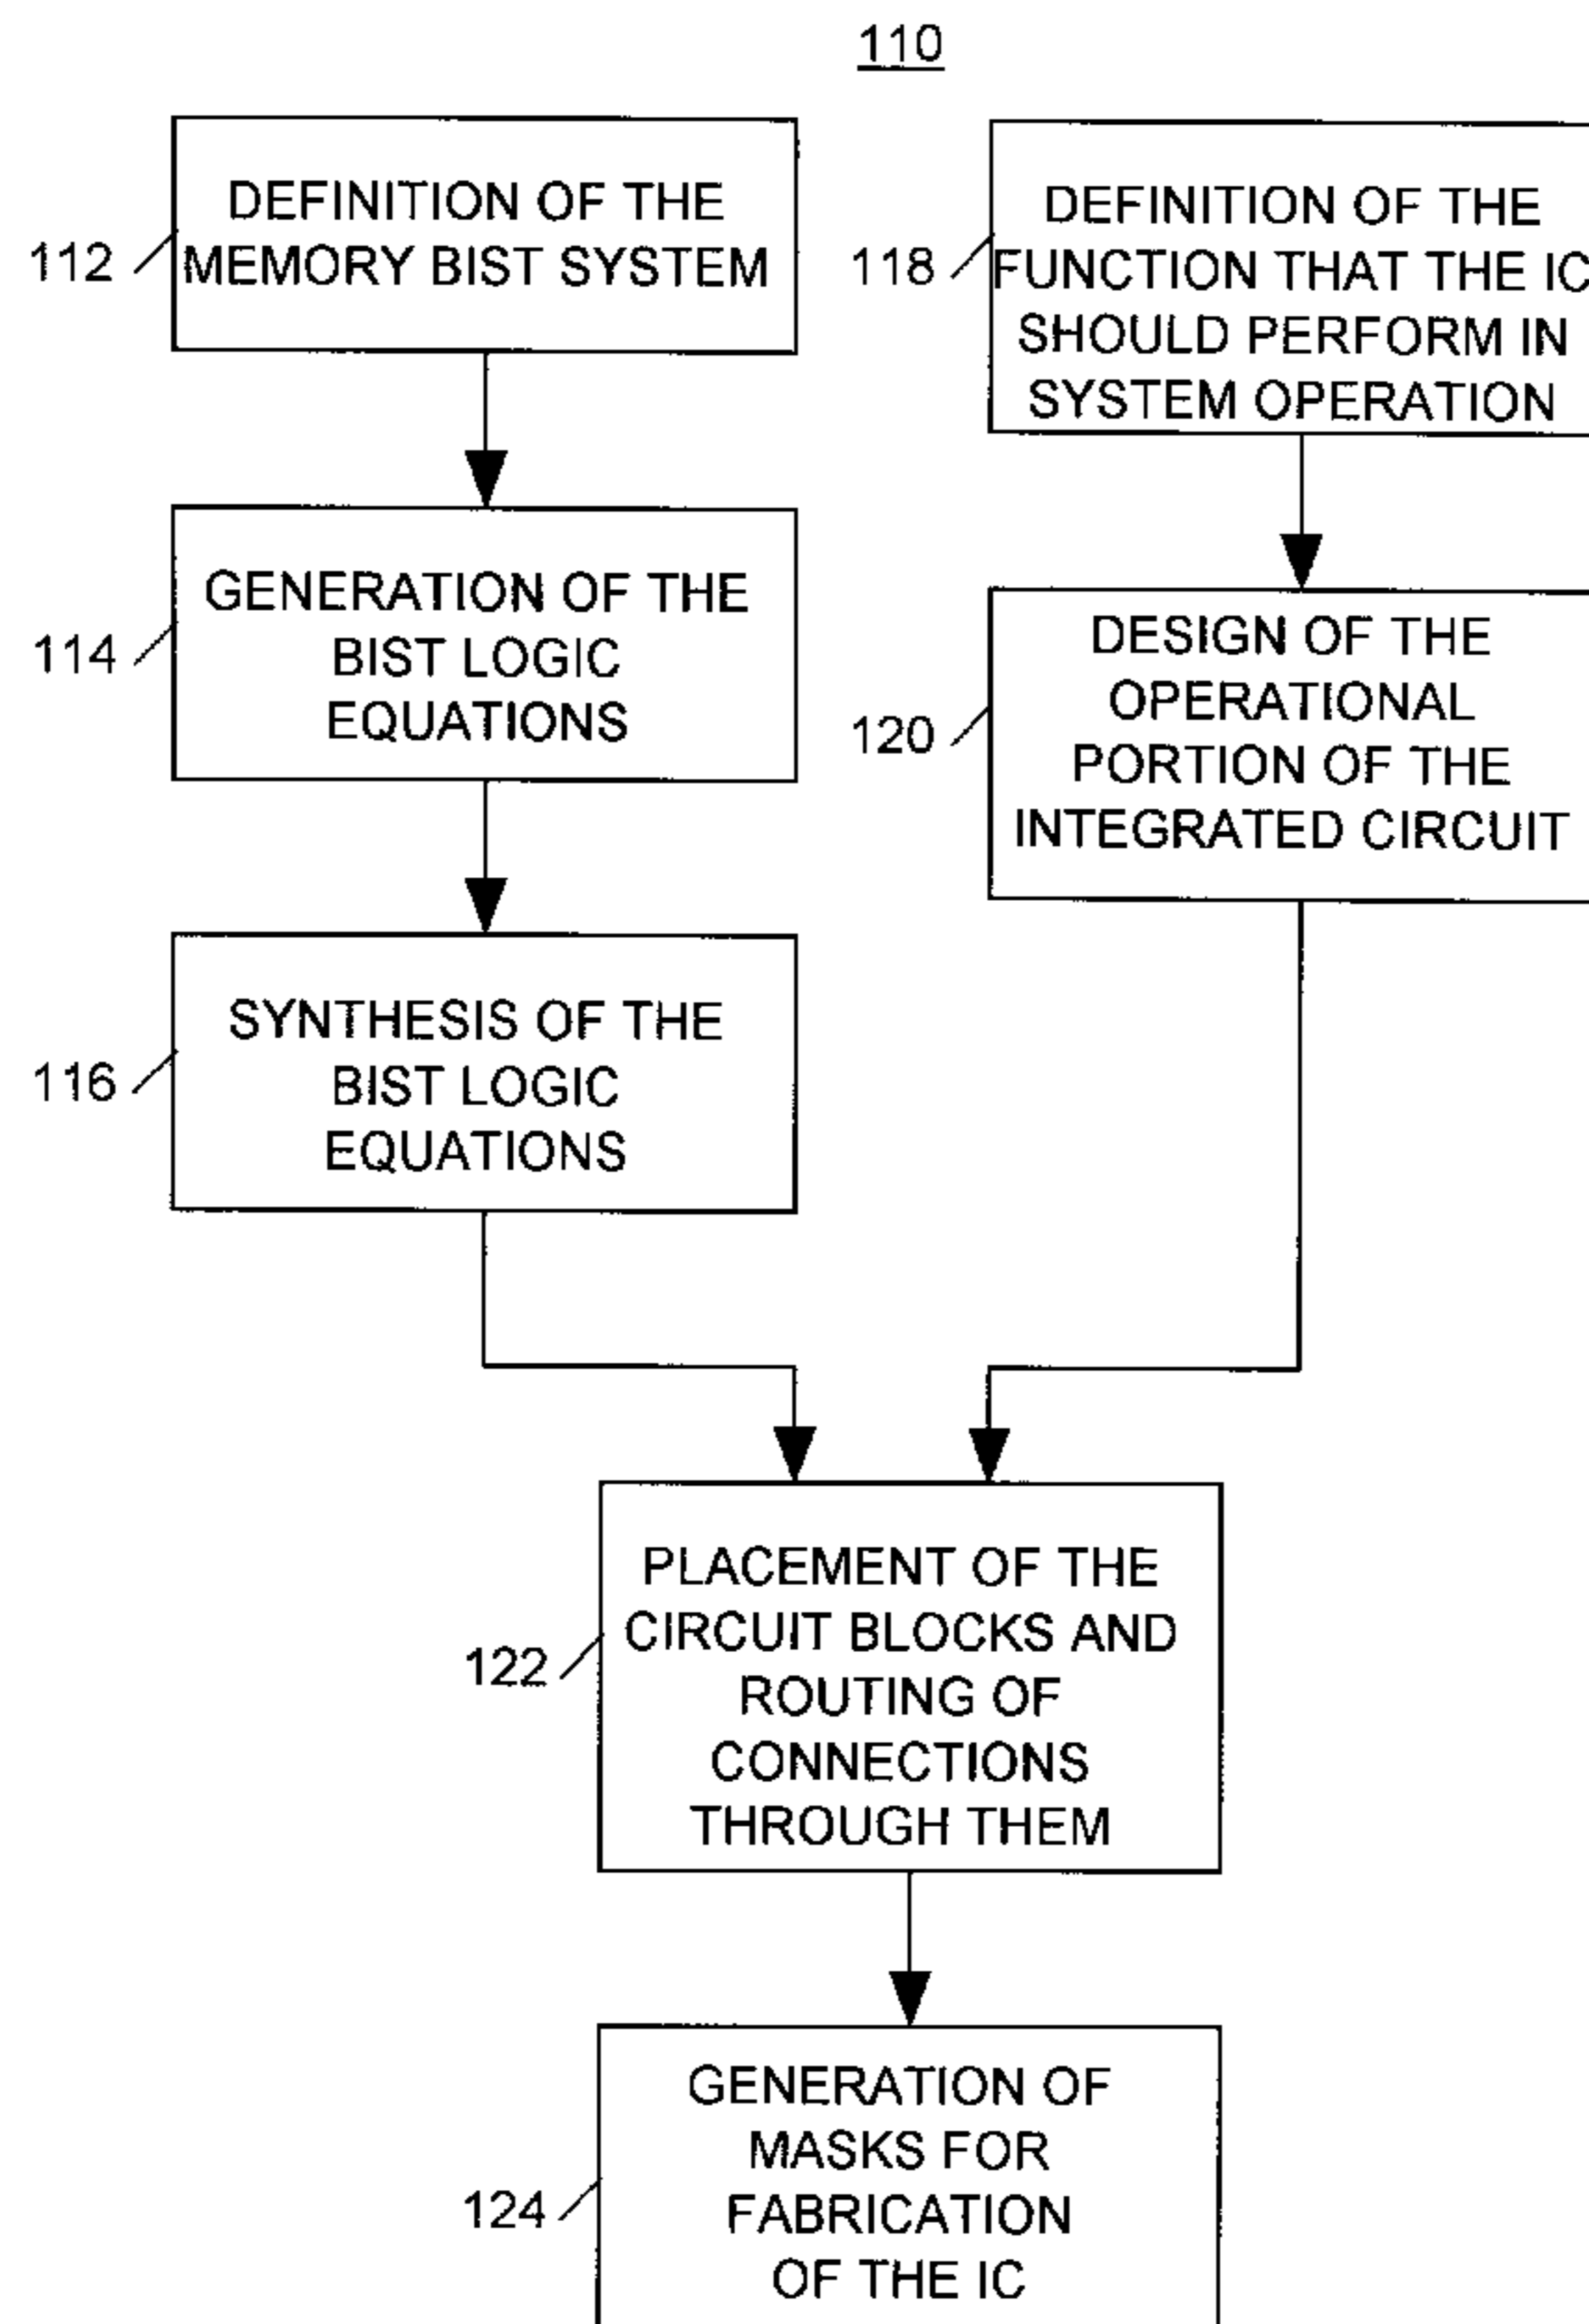 110
112
DEFINITION OF THE
MEMORY BIST SYSTEM
118
DEFINITION OF THE
FUNCTION THAT THE IC
SHOULD PERFORM IN
SYSTEM OPERATION
114
GENERATION OF THE
BIST LOGIC
EQUATIONS
120
DESIGN OF THE
OPERATIONAL
PORTION OF THE
INTEGRATED CIRCUIT
116
SYNTHESIS OF THE
BIST LOGIC
EQUATIONS
122
PLACEMENT OF THE
CIRCUIT BLOCKS AND
ROUTING OF
CONNECTIONS
THROUGH THEM
124
GENERATION OF
MASKS FOR
FABRICATION
OF THE IC